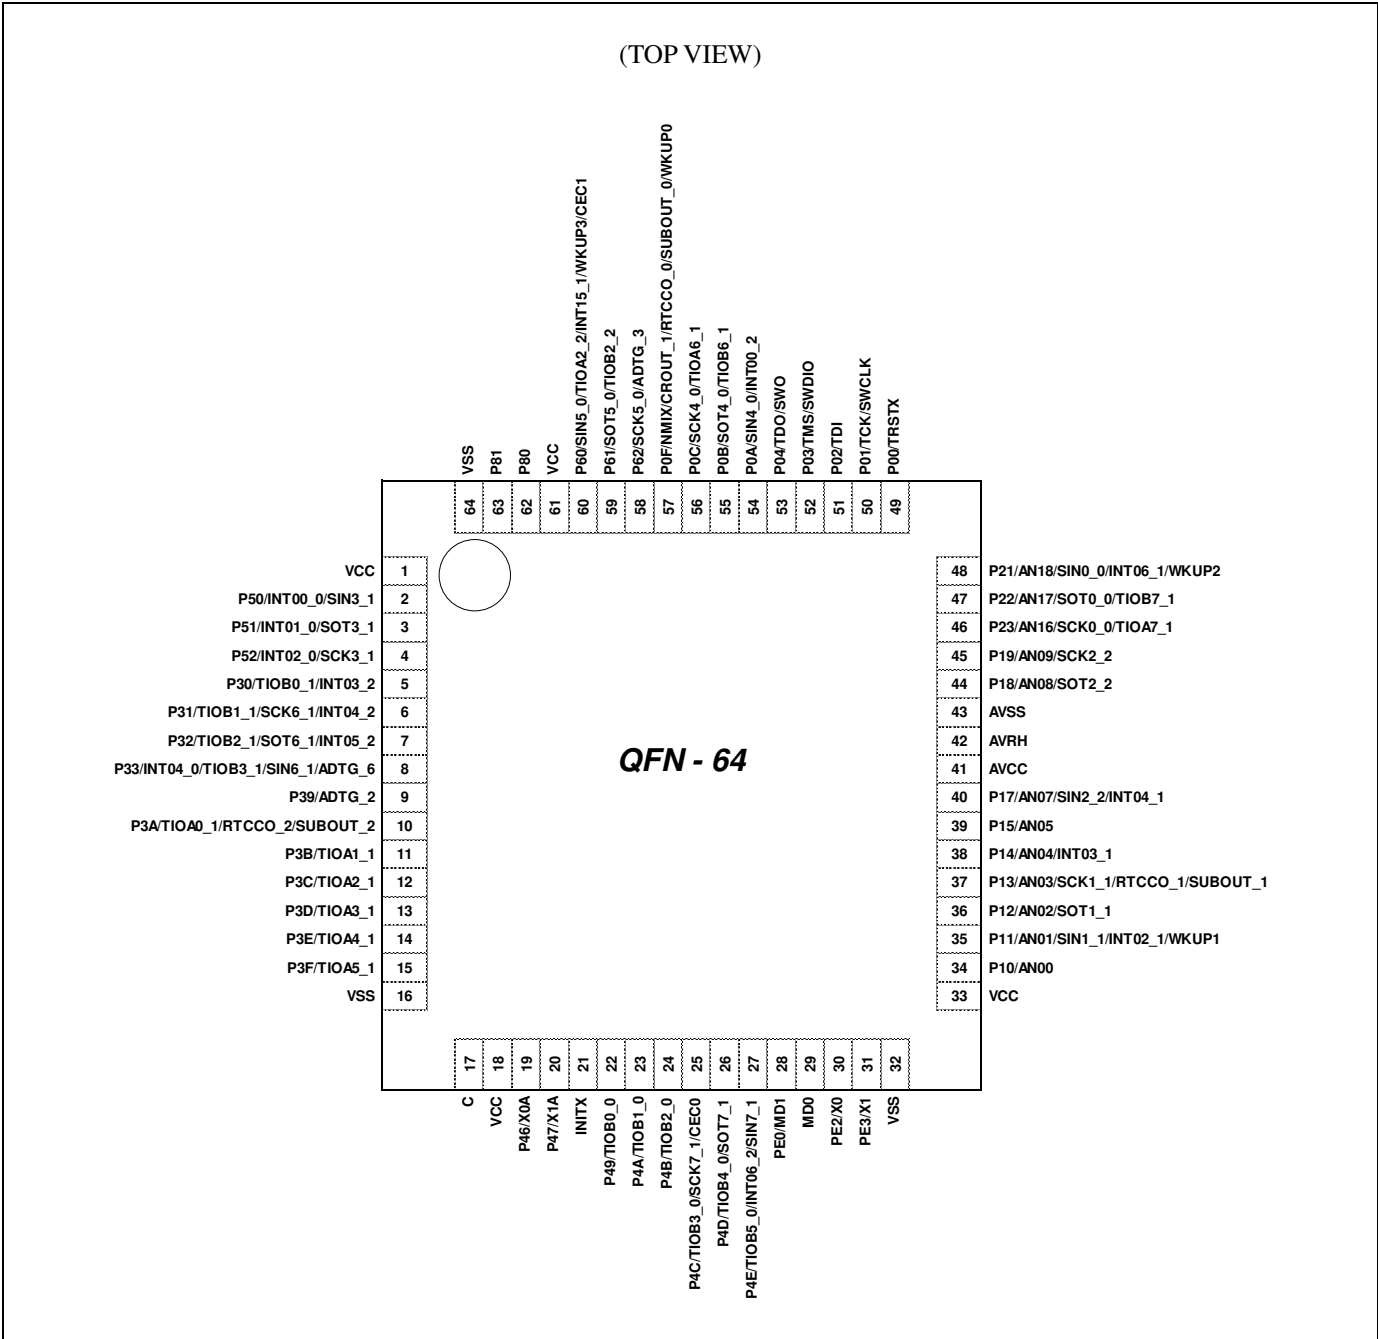 (TOP VIEW)
VSS
P81
P80
VCC
P60/SIN5_0/TIOA2_2/INT15_1/WKUP3/CEC1
P61/SOT5_0/TIOB2_2
P62/SCK5_0/ADTG_3
P0F/NMIX/CROUT_1/RTCCO_0/SUBOUT_0/WKUP0
P0C/SCK4_0/TIOA6_1
P0B/SOT4_0/TIOB6_1
P0A/SIN4_0/INT00_2
P04/TDO/SWO
P03/TMS/SWDIO
P02/TDI
P01/TCK/SWCLK
P00/TRSTX
64 63 62 61 60 59 58 57 56 55 54 53 52 51 50 49
VCC 1
P50/INT00_0/SIN3_1 2
P51/INT01_0/SOT3_1 3
P52/INT02_0/SCK3_1 4
P30/TIOB0_1/INT03_2 5
P31/TIOB1_1/SCK6_1/INT04_2 6
P32/TIOB2_1/SOT6_1/INT05_2 7
P33/INT04_0/TIOB3_1/SIN6_1/ADTG_6 8
P39/ADTG_2 9
P3A/TIOA0_1/RTCCO_2/SUBOUT_2 10
P3B/TIOA1_1 11
P3C/TIOA2_1 12
P3D/TIOA3_1 13
P3E/TIOA4_1 14
P3F/TIOA5_1 15
VSS 16
QFN - 64
48 P21/AN18/SIN0_0/INT06_1/WKUP2
47 P22/AN17/SOT0_0/TIOB7_1
46 P23/AN16/SCK0_0/TIOA7_1
45 P19/AN09/SCK2_2
44 P18/AN08/SOT2_2
43 AVSS
42 AVRH
41 AVCC
40 P17/AN07/SIN2_2/INT04_1
39 P15/AN05
38 P14/AN04/INT03_1
37 P13/AN03/SCK1_1/RTCCO_1/SUBOUT_1
36 P12/AN02/SOT1_1
35 P11/AN01/SIN1_1/INT02_1/WKUP1
34 P10/AN00
33 VCC
17 18 19 20 21 22 23 24 25 26 27 28 29 30 31 32
C
VCC
P46/X0A
P47/X1A
INITX
P49/TIOB0_0
P4A/TIOB1_0
P4B/TIOB2_0
P4C/TIOB3_0/SCK7_1/CEC0
P4D/TIOB4_0/SOT7_1
P4E/TIOB5_0/INT06_2/SIN7_1
PE0/MD1
MD0
PE2/X0
PE3/X1
VSS